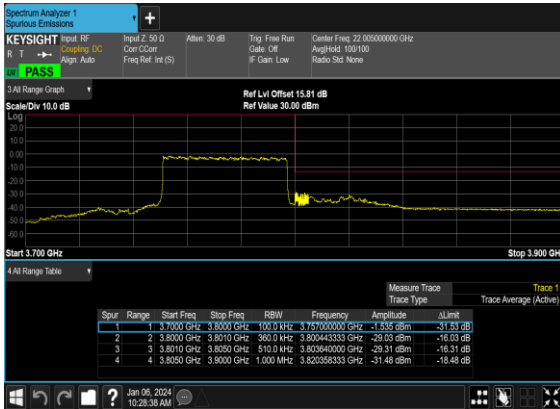 Spectrum Analyzer 1
Spurious Emissions
+
KEYSIGHT
R T
LXI PASS
Input: RF
Coupling: DC
Align: Auto
Input Z: 50 Ω
Corr CCorr
Freq Ref: Int (S)
Atten: 30 dB
Trig: Free Run
Gate: Off
IF Gain: Low
Center Freq: 22.005000000 GHz
Avg|Hold: 100/100
Radio Std: None
3 All Range Graph
Scale/Div 10.0 dB
Ref Lvl Offset 15.81 dB
Ref Value 30.00 dBm
Log
20.0
10.0
0.00
-10.0
-20.0
-30.0
-40.0
-50.0
-60.0
Start 3.700 GHz
Stop 3.900 GH
4 All Range Table
Measure Trace Trace 1
Trace Type Trace Average (Active)
Spur Range Start Freq Stop Freq RBW Frequency Amplitude ΔLimit
1 1 3.7000 GHz 3.8000 GHz 100.0 kHz 3.757000000 GHz -1.535 dBm -31.53 dB
2 2 3.8000 GHz 3.8010 GHz 360.0 kHz 3.800443333 GHz -29.03 dBm -16.03 dB
3 3 3.8010 GHz 3.8050 GHz 510.0 kHz 3.803640000 GHz -29.31 dBm -16.31 dB
4 4 3.8050 GHz 3.9000 GHz 1.000 MHz 3.820358333 GHz -31.48 dBm -18.48 dB
?
Jan 06, 2024
10:28:38 AM